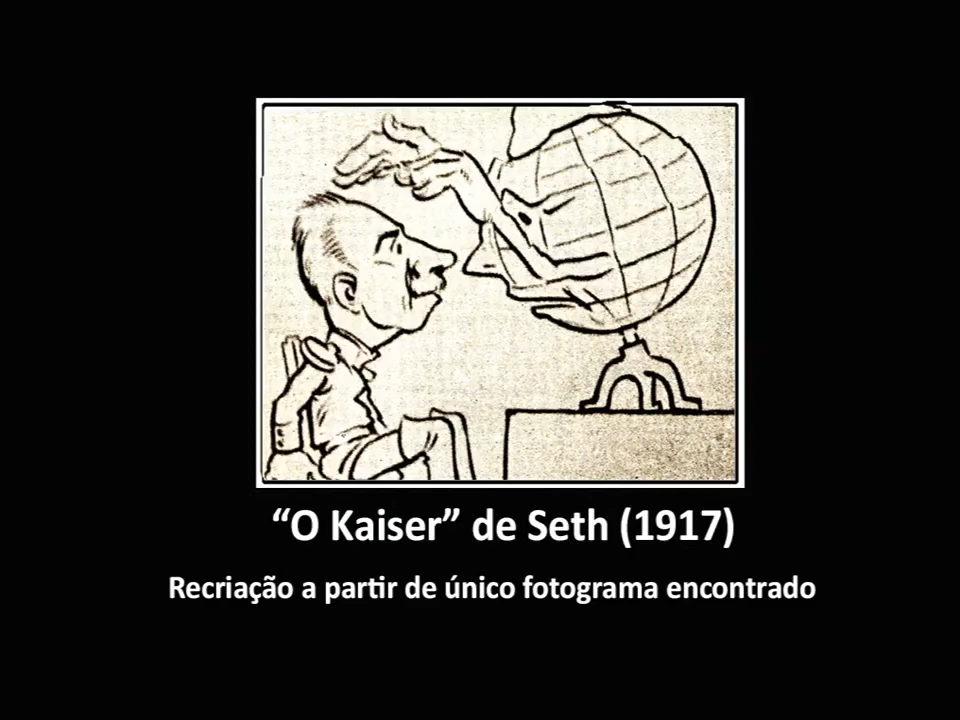 “O Kaiser” de Seth (1917)
Recriação a partir de único fotograma encontrado